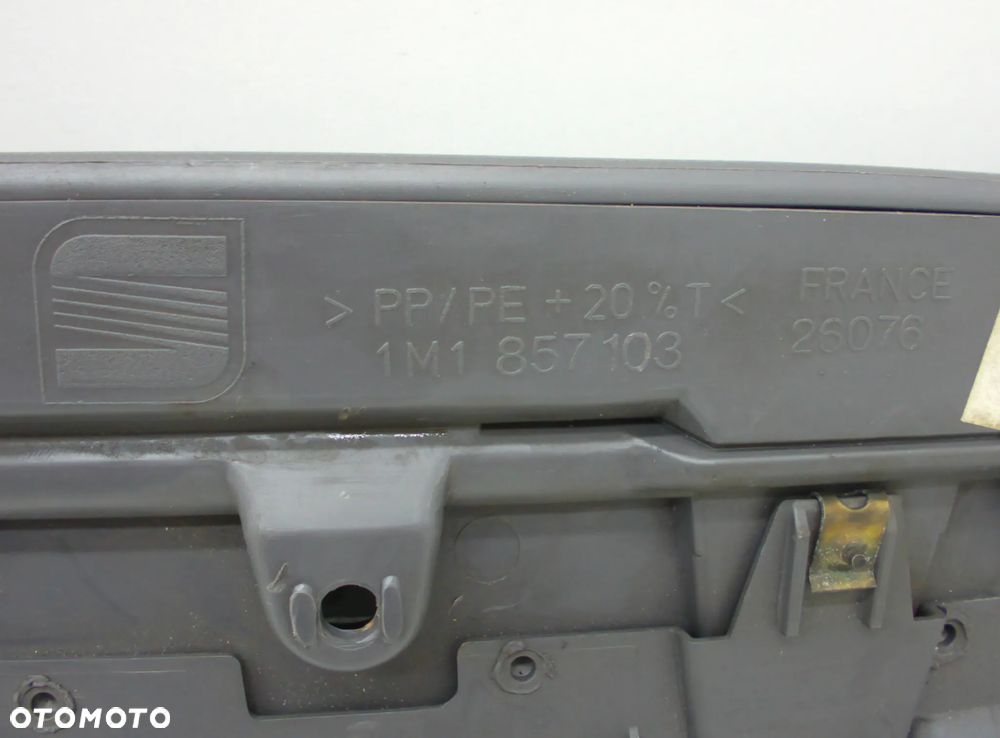 > PP/PE + 20%T <
1M1 857103
FRANCE
26076
OTOMOTO